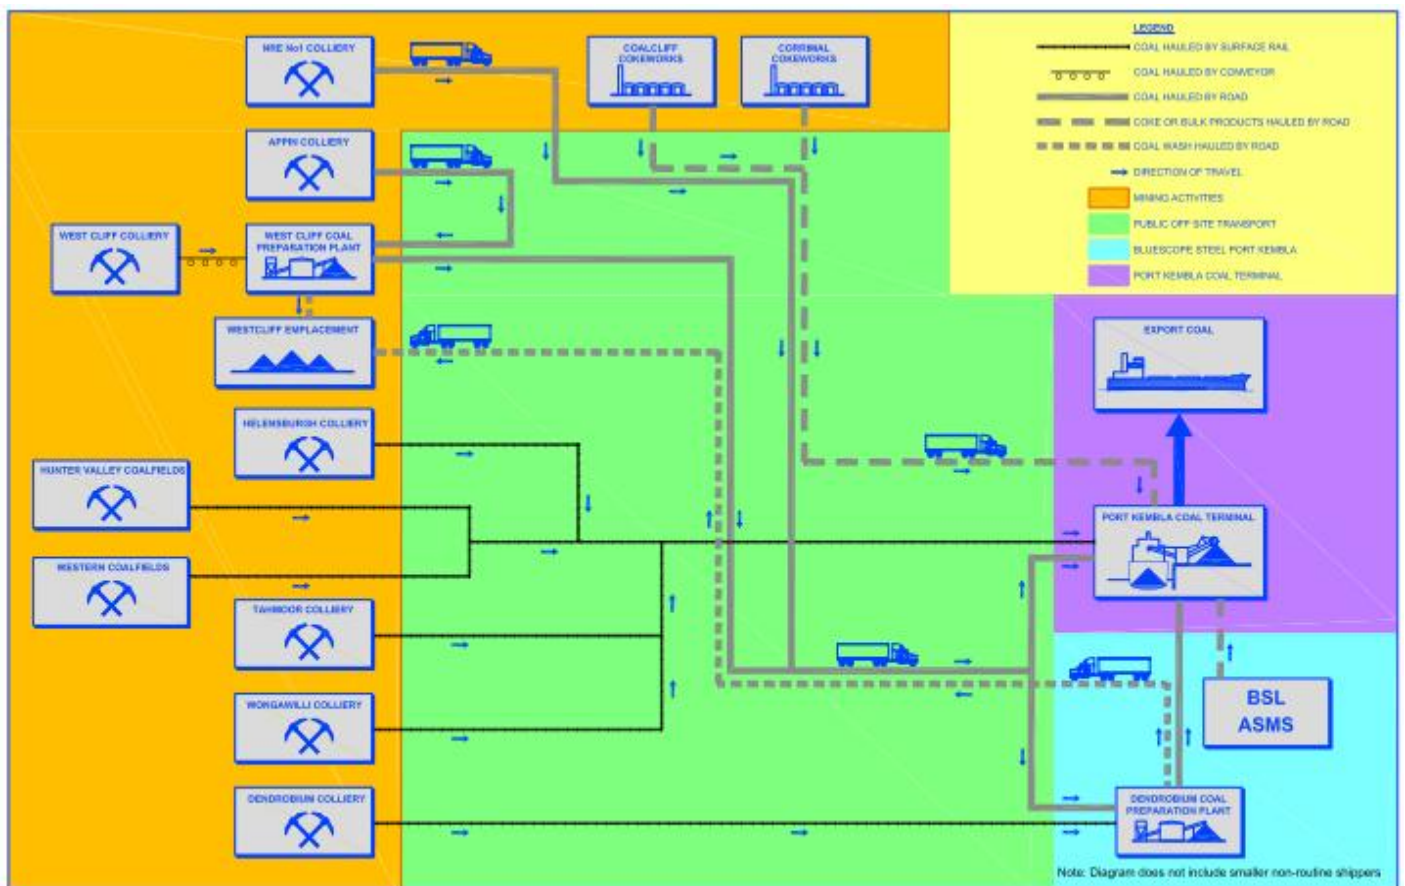 NRE No1 COLLIERY
COALCLIFF
COKEWORKS
CORRIMAL
COKEWORKS
LEGEND
COAL HAULED BY SURFACE RAIL
COAL HAULED BY CONVEYOR
COAL HAULED BY ROAD
COKE OR BULK PRODUCTS HAULED BY ROAD
COAL WASH HAULED BY ROAD
DIRECTION OF TRAVEL
MINING ACTIVITIES
PUBLIC OFF SITE TRANSPORT
BLUESCOPE STEEL PORT KEMBLA
PORT KEMBLA COAL TERMINAL
APPIN COLLIERY
WEST CLIFF COLLIERY
WEST CLIFF COAL
PREPARATION PLANT
WESTCLIFF EMPLACEMENT
EXPORT COAL
HELENSBURGH COLLIERY
HUNTER VALLEY COALFIELDS
PORT KEMBLA COAL TERMINAL
WESTERN COALFIELDS
TAHMOOR COLLIERY
WONGAWILLI COLLIERY
BSL
ASMS
DENDROBIUM COLLIERY
DENDROBIUM COAL
PREPARATION PLANT
Note: Diagram does not include smaller non-routine shippers